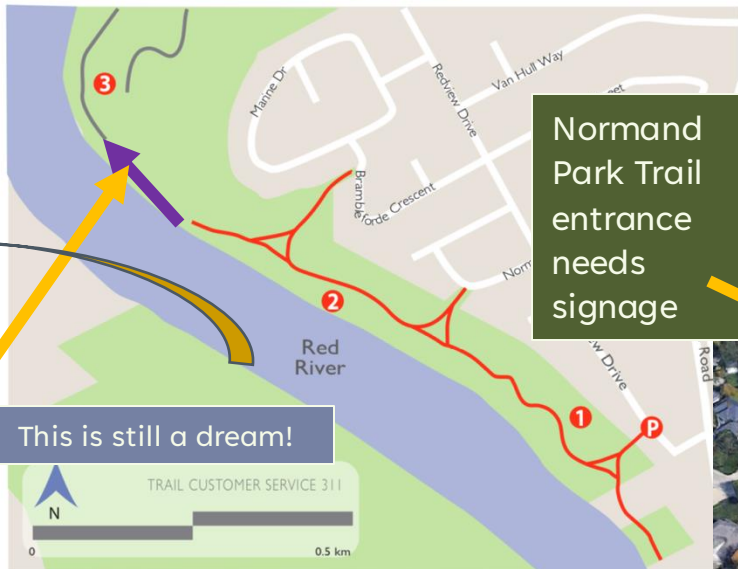 3
Marine Dr
Redview Drive
Van Hull Way
Bramble
forde Crescent
Normand
Park Trail
entrance
needs
signage
2
Red
River
1
P
Road
This is still a dream!
TRAIL CUSTOMER SERVICE 311
N
0
0.5 km